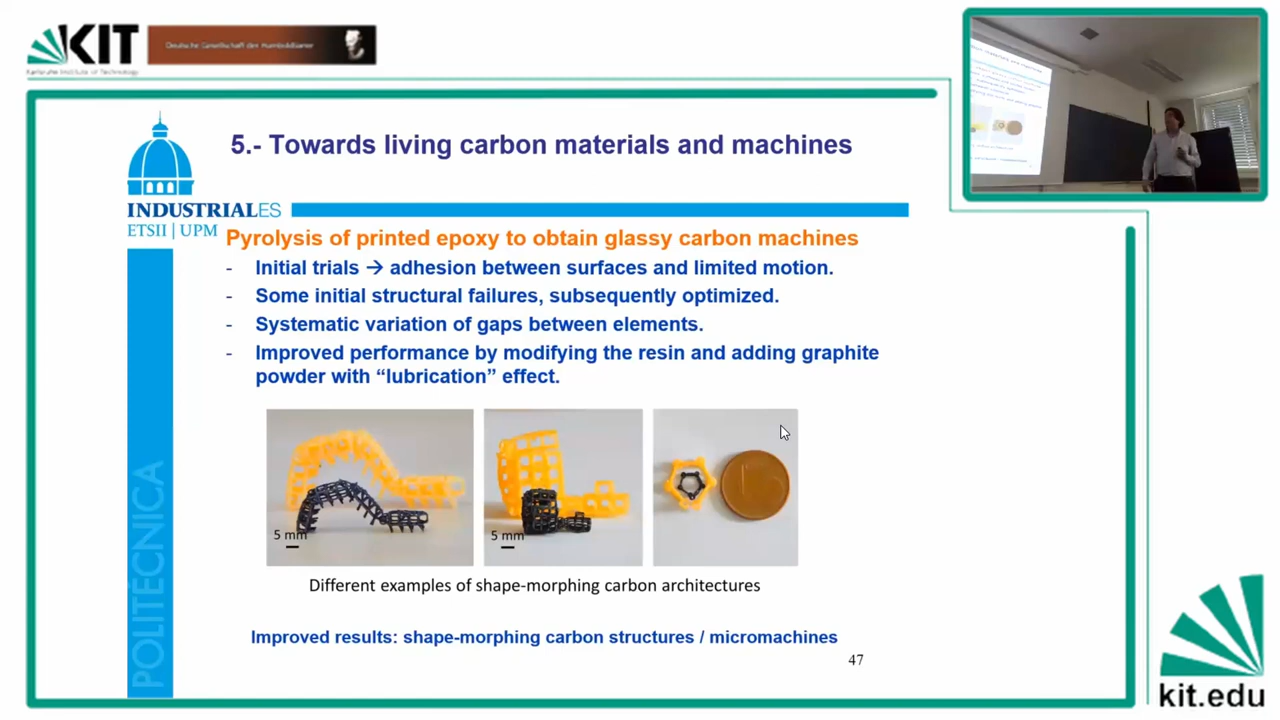 KIT
Karlsruhe Institute of Technology
Deutsche Gesellschaft der Humboldtianer
5.- Towards living carbon materials and machines
INDUSTRIALES
ETSII | UPM
Pyrolysis of printed epoxy to obtain glassy carbon machines
- Initial trials → adhesion between surfaces and limited motion.
- Some initial structural failures, subsequently optimized.
- Systematic variation of gaps between elements.
- Improved performance by modifying the resin and adding graphite
powder with “lubrication” effect.
5 mm
5 mm
Different examples of shape-morphing carbon architectures
Improved results: shape-morphing carbon structures / micromachines
47
POLITÉCNICA
kit.edu